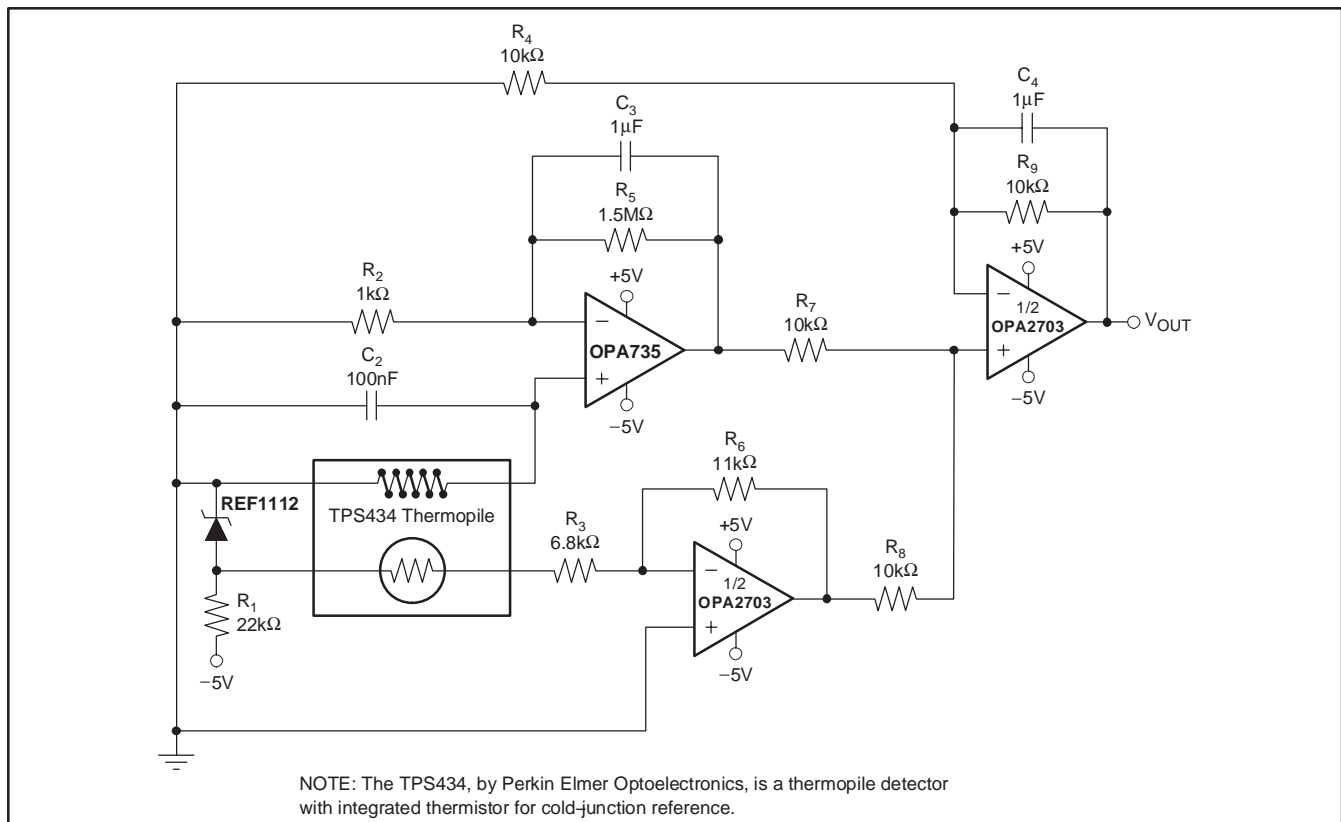 R4
10kΩ
C4
1μF
C3
1μF
R9
10kΩ
R5
1.5MΩ
+5V
+5V
R2
1kΩ
R7
10kΩ
−
1/2
OPA2703
+
VOUT
−
OPA735
+
C2
100nF
−5V
−5V
R6
11kΩ
REF1112
TPS434 Thermopile
R3
6.8kΩ
+5V
R8
10kΩ
−
1/2
OPA2703
+
R1
22kΩ
−5V
−5V
NOTE: The TPS434, by Perkin Elmer Optoelectronics, is a thermopile detector
with integrated thermistor for cold-junction reference.